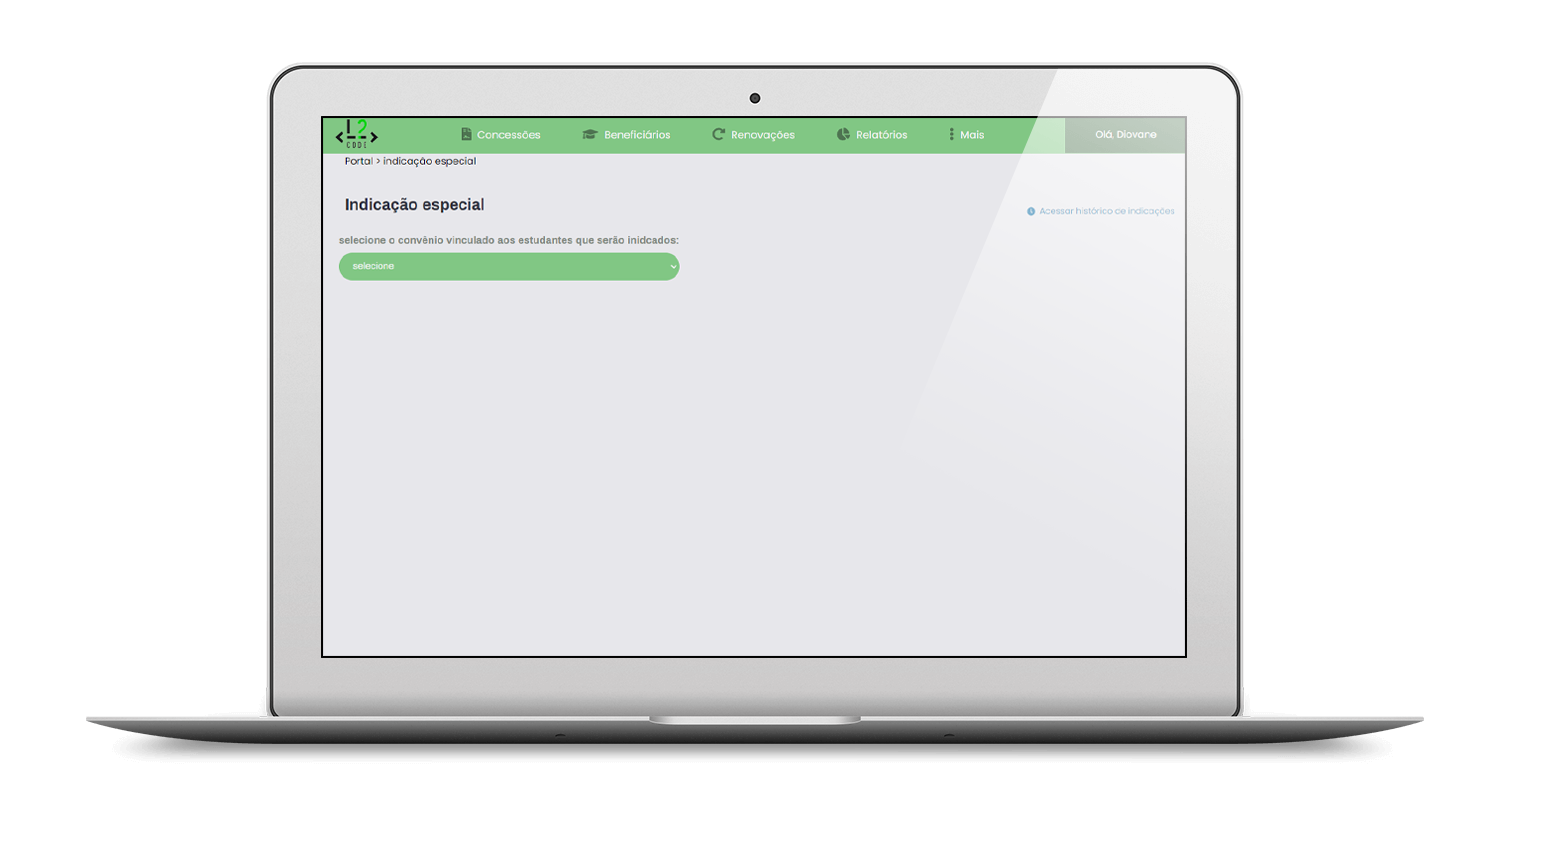 L2
CODE
Concessões
Beneficiários
Renovações
Relatórios
Mais
Olá, Diovane
Portal > indicação especial
Indicação especial
Acessar histórico de indicações
selecione o convênio vinculado aos estudantes que serão inidcados:
selecione